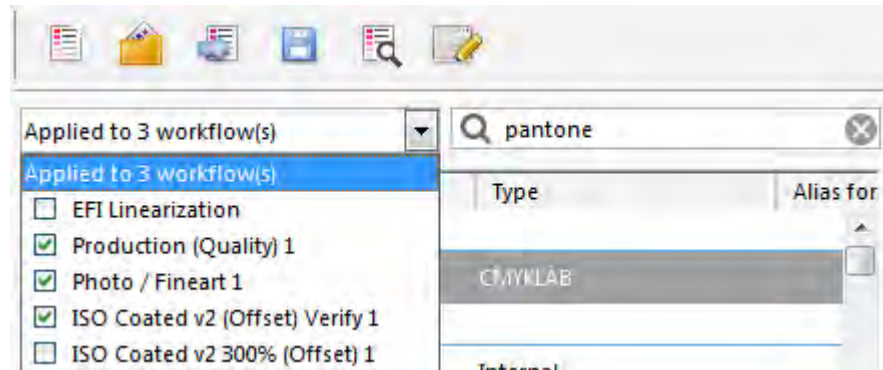 Applied to 3 workflow(s)
pantone
Applied to 3 workflow(s)
Type
Alias for
EFI Linearization
Production (Quality) 1
Photo / Fineart 1
CMYKLAB
ISO Coated v2 (Offset) Verify 1
ISO Coated v2 300% (Offset) 1
Internal